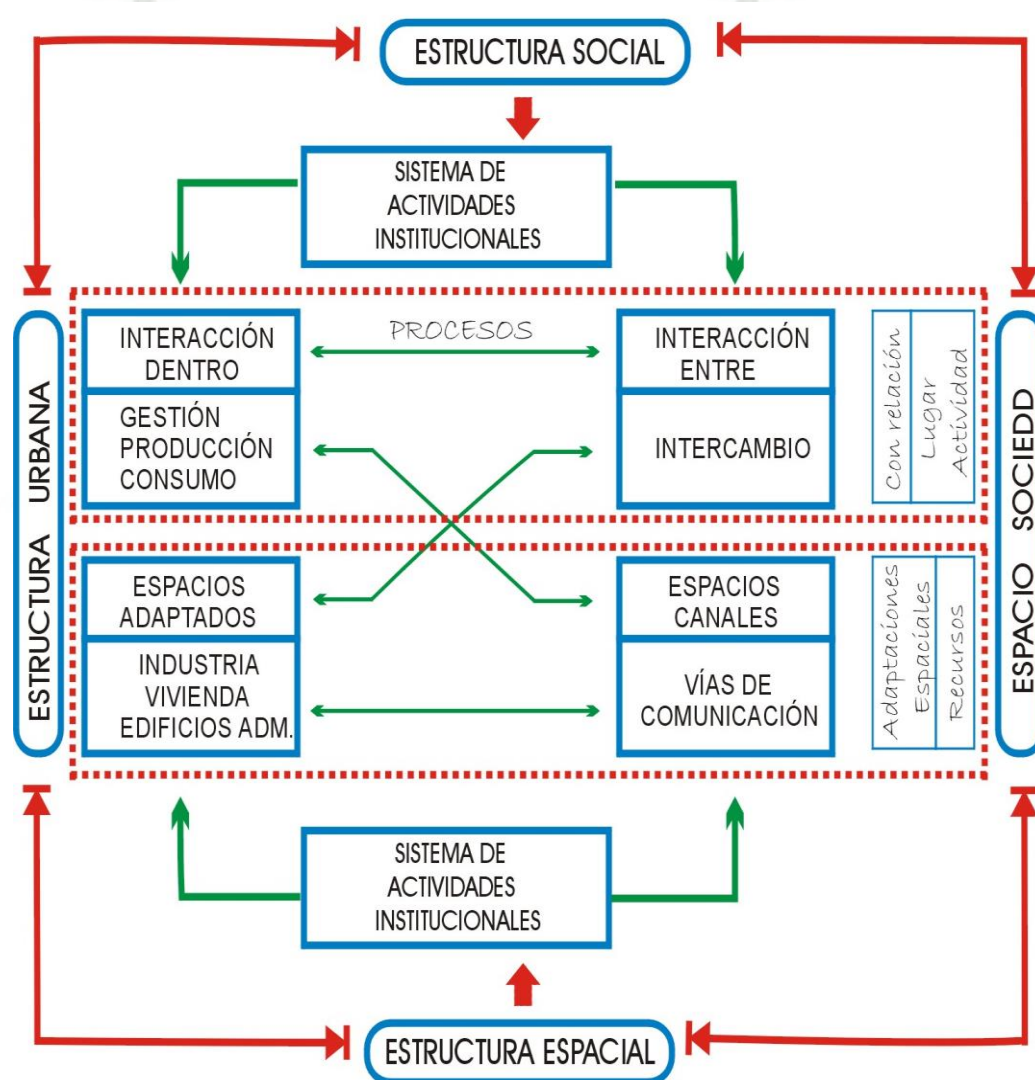 ESTRUCTURA SOCIAL
SISTEMA DE
ACTIVIDADES
INSTITUCIONALES
ESTRUCTURA URBANA
INTERACCIÓN
DENTRO
GESTIÓN
PRODUCCIÓN
CONSUMO
PROCESOS
INTERACCIÓN
ENTRE
INTERCAMBIO
Con relación
Lugar
Actividad
ESPACIO SOCIEDD
ESPACIOS
ADAPTADOS
INDUSTRIA
VIVIENDA
EDIFICIOS ADM.
ESPACIOS
CANALES
VÍAS DE
COMUNICACIÓN
Adaptaciones
Espaciales
Recursos
SISTEMA DE
ACTIVIDADES
INSTITUCIONALES
ESTRUCTURA ESPACIAL